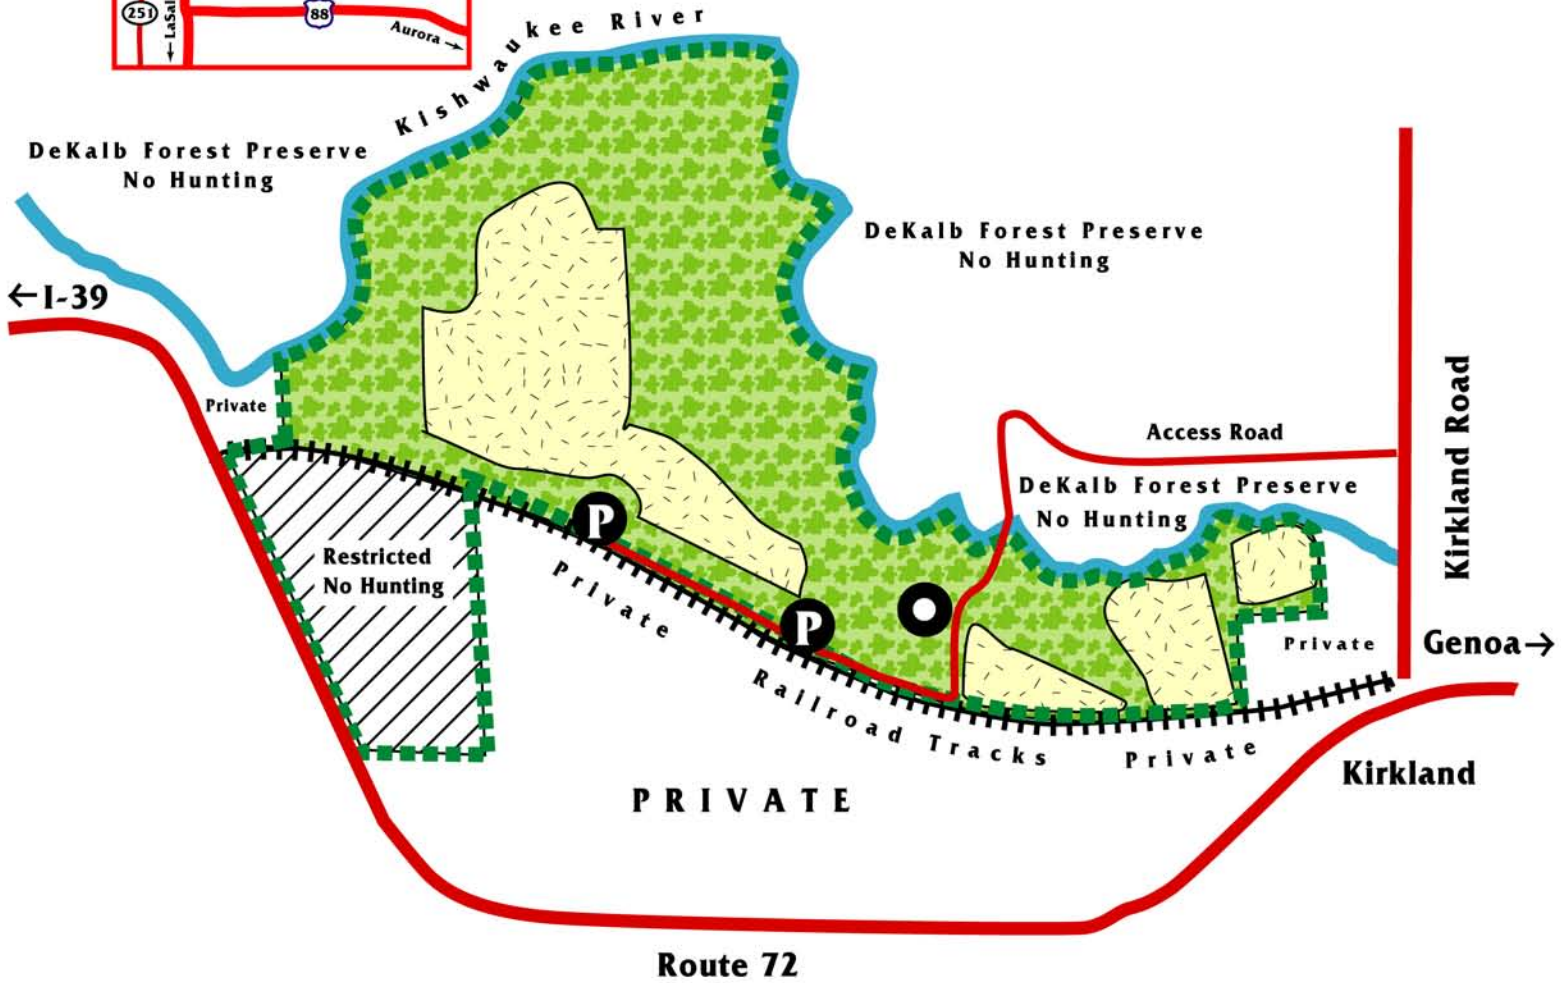 251
←LaSal
88
Aurora →
Kishwaukee River
DeKalb Forest Preserve
No Hunting
DeKalb Forest Preserve
No Hunting
←I-39
Private
Access Road
Kirkland Road
DeKalb Forest Preserve
No Hunting
P
Restricted
No Hunting
Private
P
Private
Genoa→
Railroad Tracks
Private
Kirkland
PRIVATE
Route 72